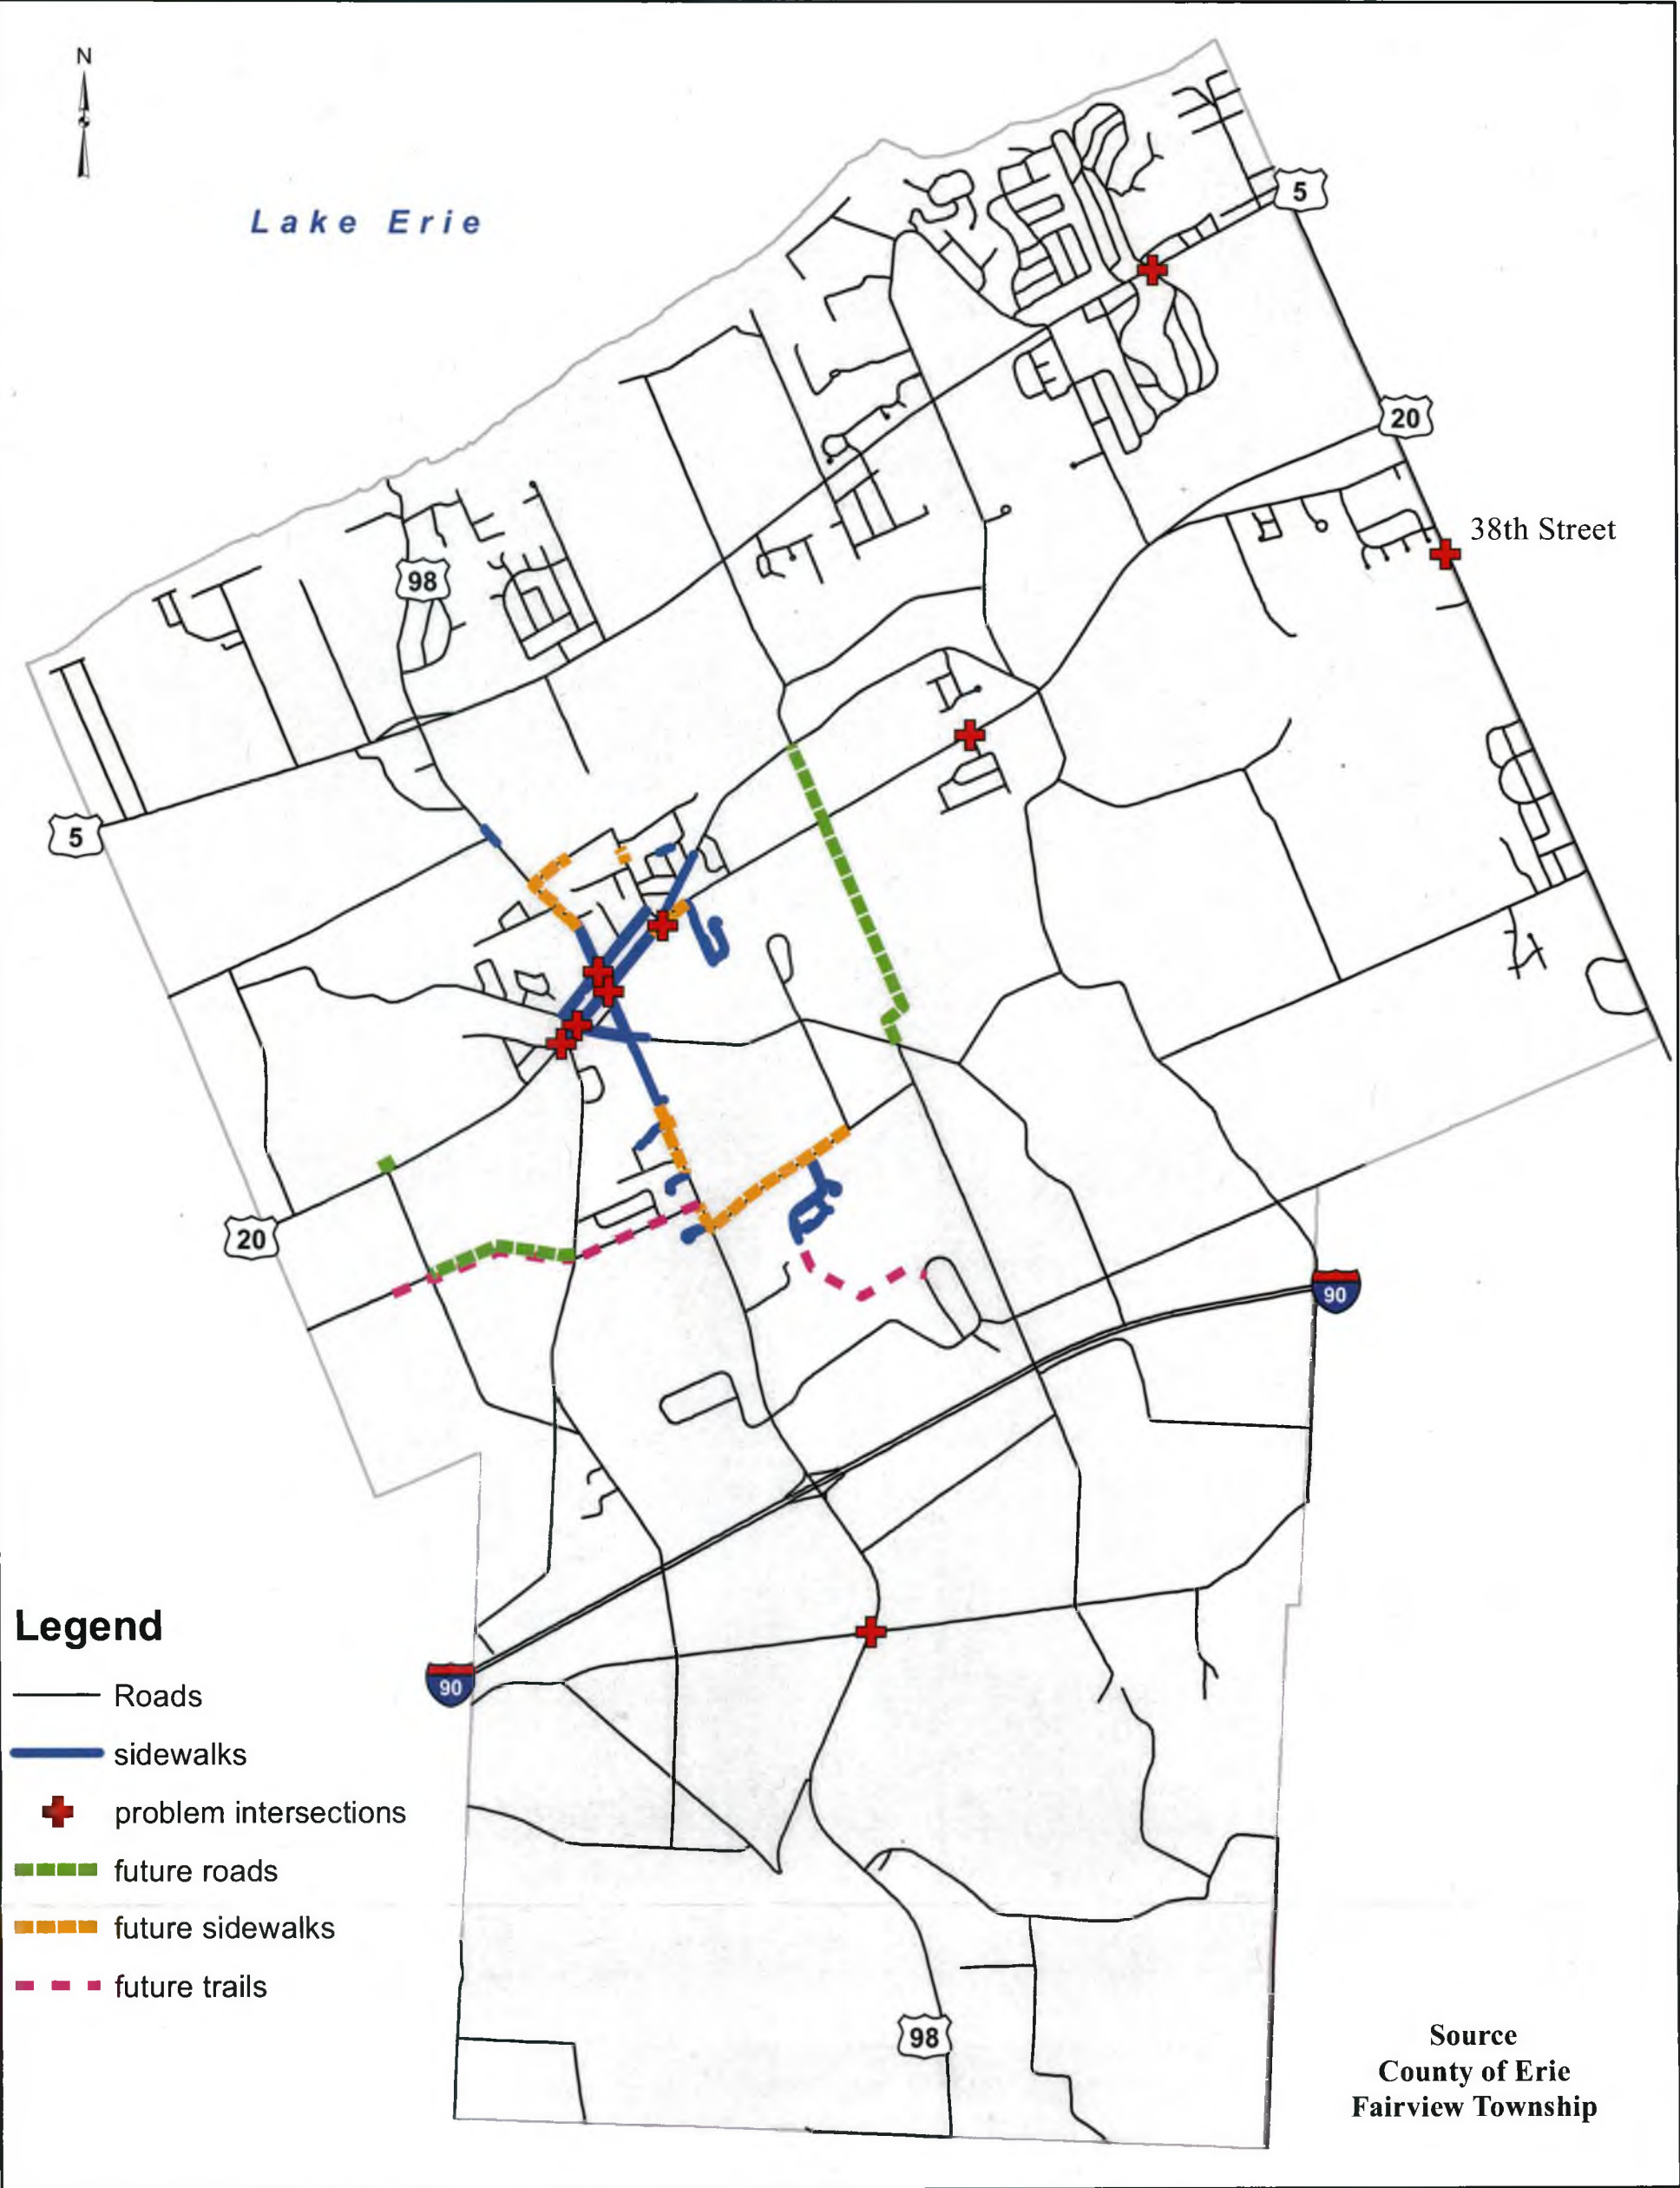 N
Lake Erie
5
20
38th Street
98
5
20
90
Legend
90
Roads
sidewalks
problem intersections
future roads
future sidewalks
future trails
98
Source
County of Erie
Fairview Township